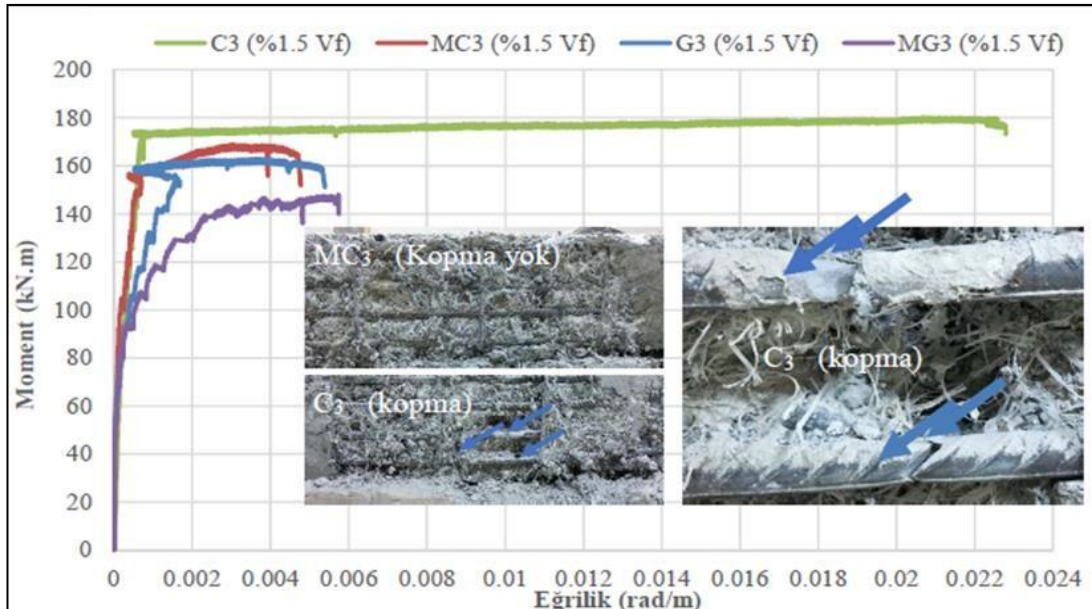 C3 (%1.5 Vf) MC3 (%1.5 Vf) G3 (%1.5 Vf) MG3 (%1.5 Vf)
200
180
160
140
120
100
80
60
40
20
0
Moment (kN.m)
MC3 (Kopma yok)
C3 (kopma)
C3 (kopma)
0 0.002 0.004 0.006 0.008 0.01 0.012 0.014 0.016 0.018 0.02 0.022 0.024
Eğrilik (rad/m)